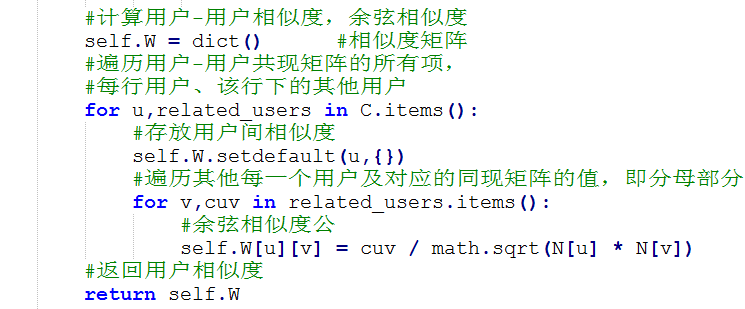 #计算用户-用户相似度，余弦相似度
self.W = dict()      #相似度矩阵
#遍历用户-用户共现矩阵的所有项，
#每行用户、该行下的其他用户
for u,related_users in C.items():
    #存放用户间相似度
    self.W.setdefault(u,{})
    #遍历其他每一个用户及对应的同现矩阵的值，即分母部分
    for v,cuv in related_users.items():
        #余弦相似度公
        self.W[u][v] = cuv / math.sqrt(N[u] * N[v])
#返回用户相似度
return self.W